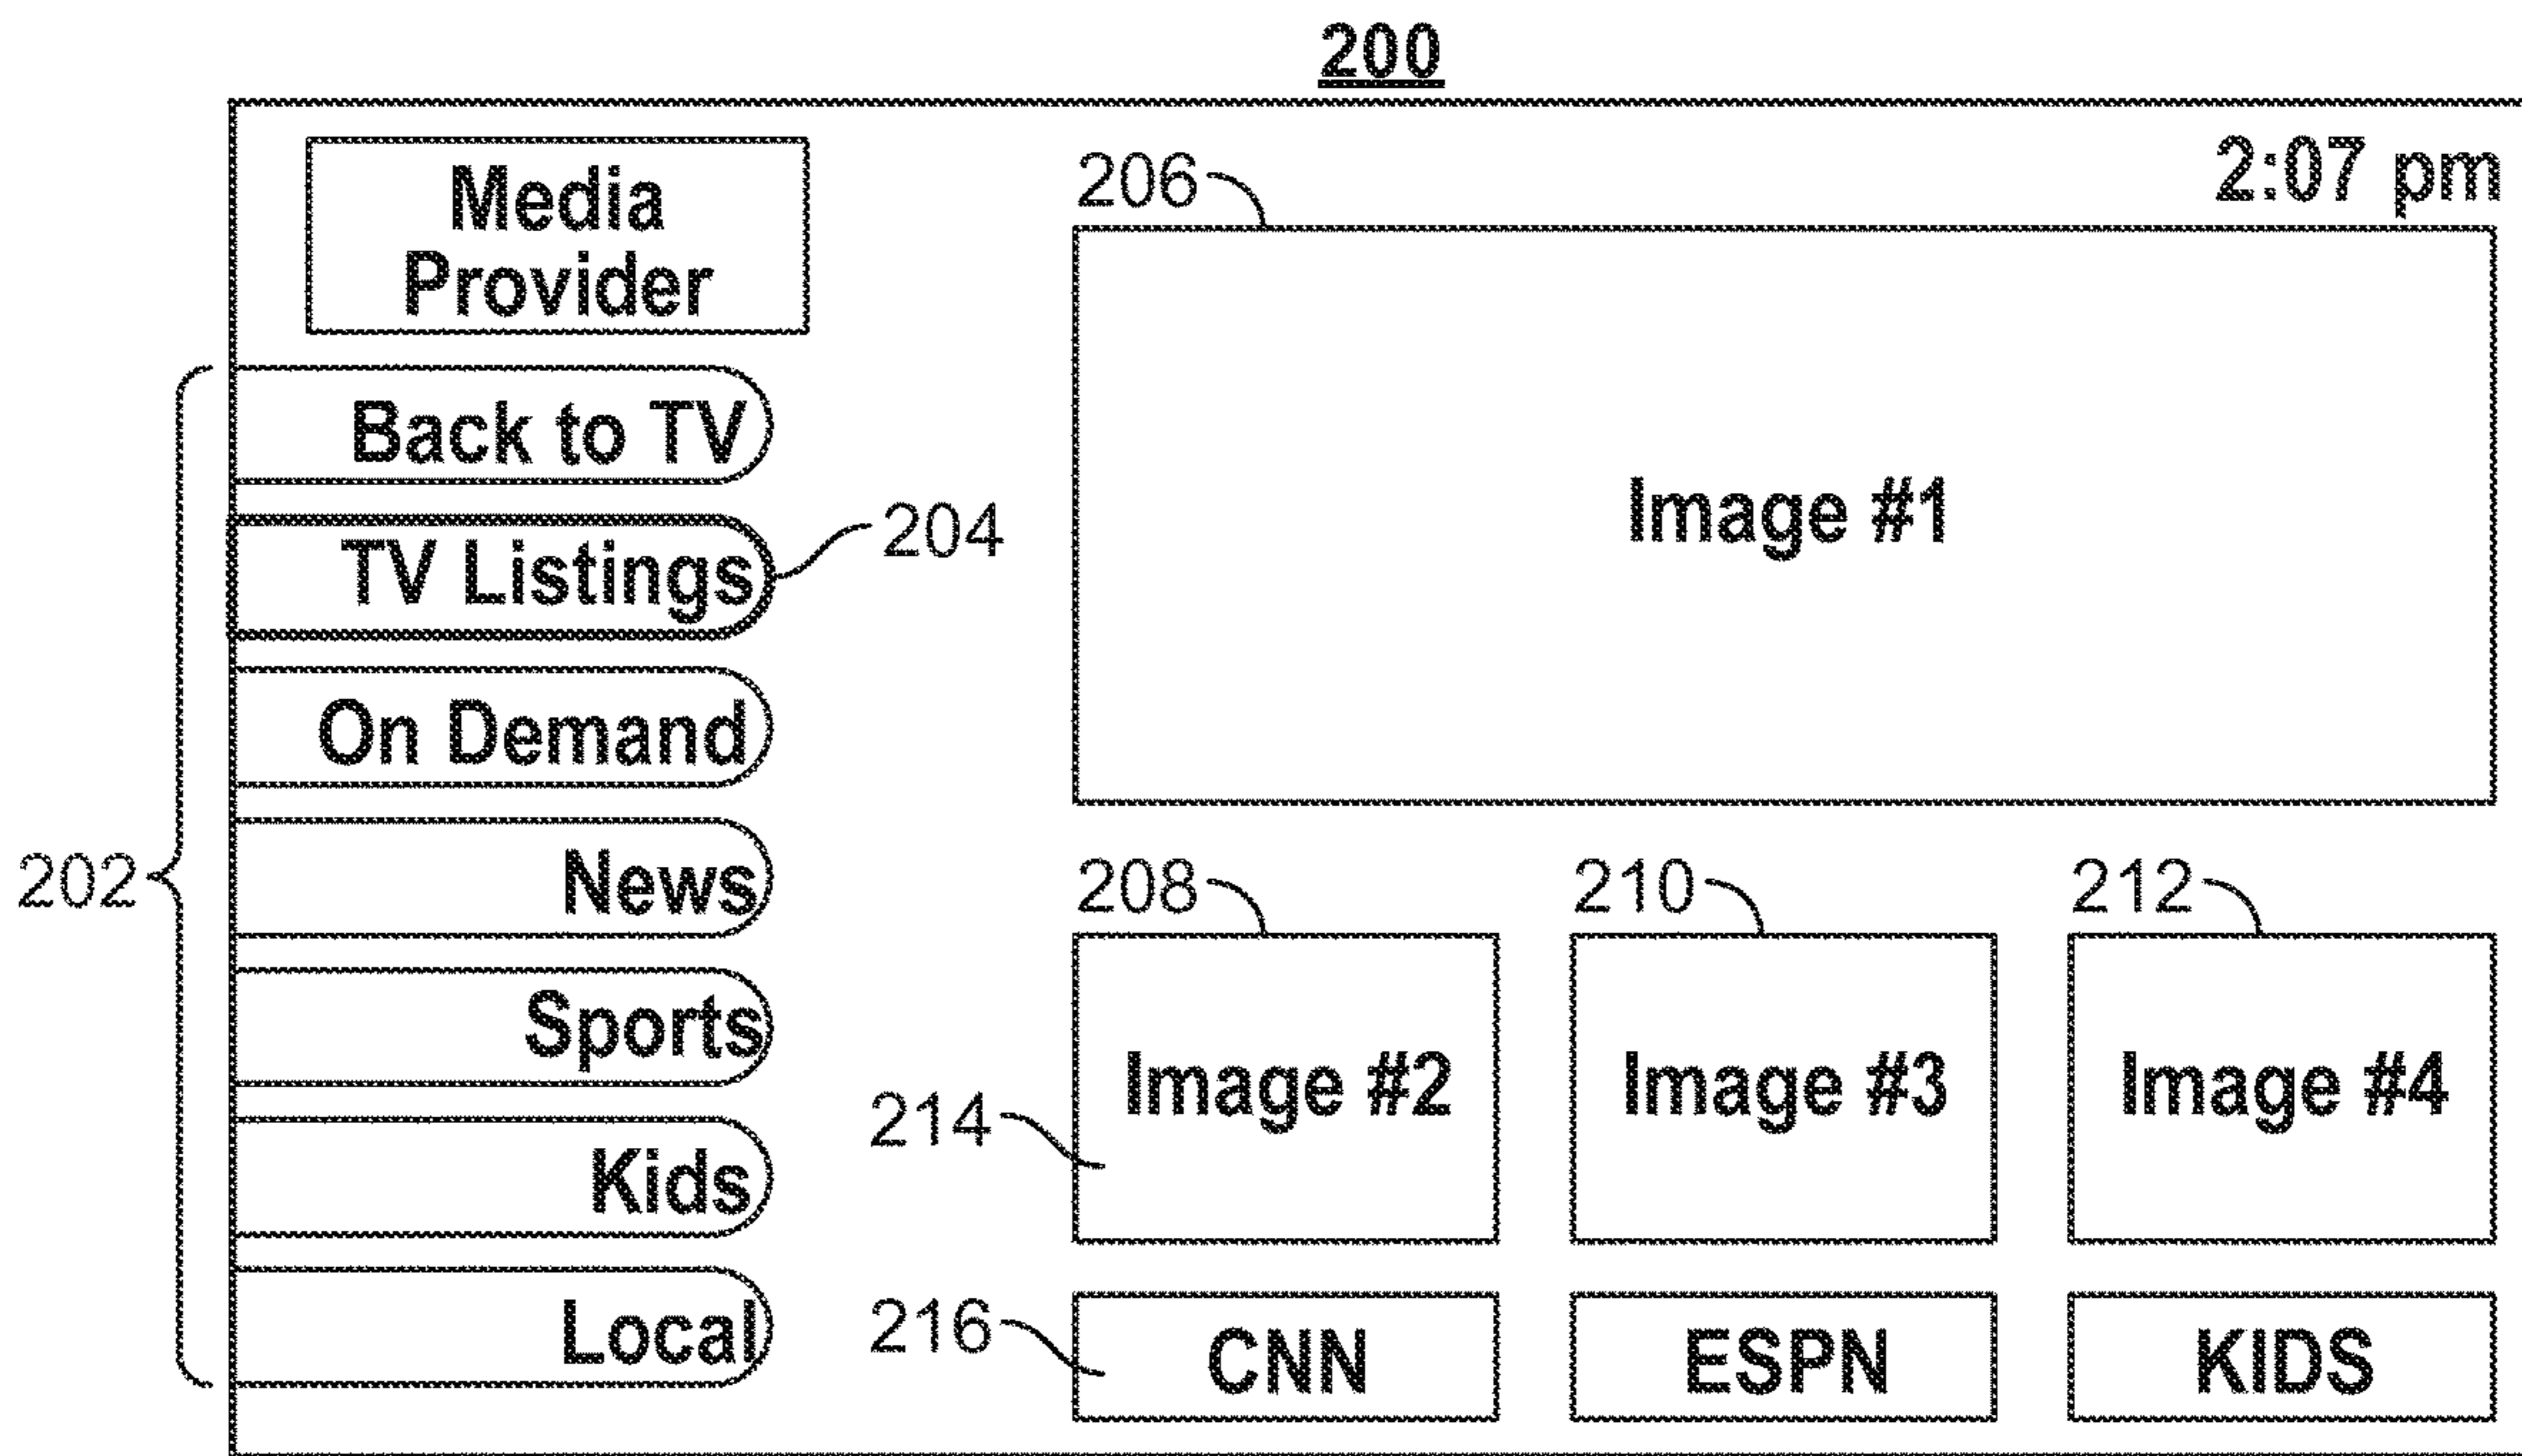 200
2:07 pm
Media
Provider
206
Image #1
202
Back to TV
TV Listings
204
On Demand
News
Sports
Kids
Local
208
210
212
Image #2
Image #3
Image #4
214
216
CNN
ESPN
KIDS